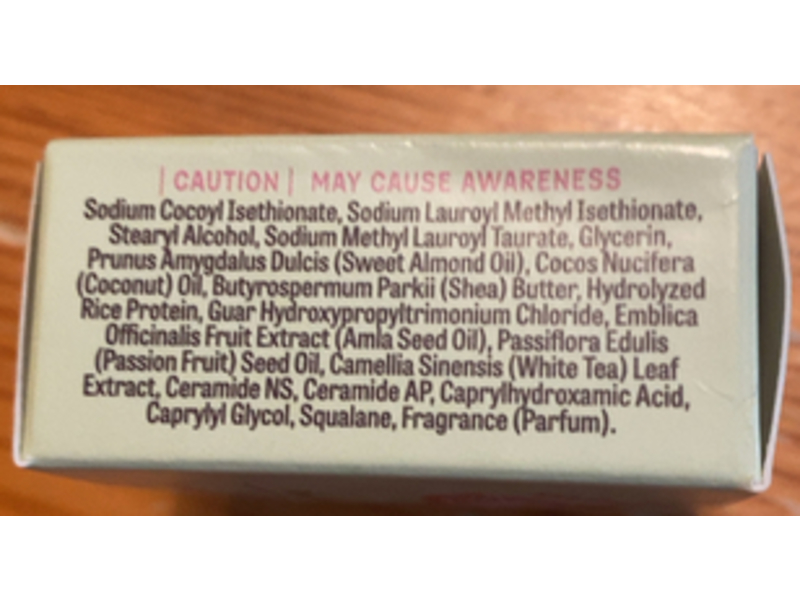 | CAUTION | MAY CAUSE AWARENESS
Sodium Cocoyl Isethionate, Sodium Lauroyl Methyl Isethionate,
Stearyl Alcohol, Sodium Methyl Lauroyl Taurate, Glycerin,
Prunus Amygdalus Dulcis (Sweet Almond Oil), Cocos Nucifera
(Coconut) Oil, Butyrospermum Parkii (Shea) Butter, Hydrolyzed
Rice Protein, Guar Hydroxypropyltrimonium Chloride, Emblica
Officinalis Fruit Extract (Amla Seed Oil), Passiflora Edulis
(Passion Fruit) Seed Oil, Camellia Sinensis (White Tea) Leaf
Extract, Ceramide NS, Ceramide AP, Caprylhydroxamic Acid,
Caprylyl Glycol, Squalane, Fragrance (Parfum).